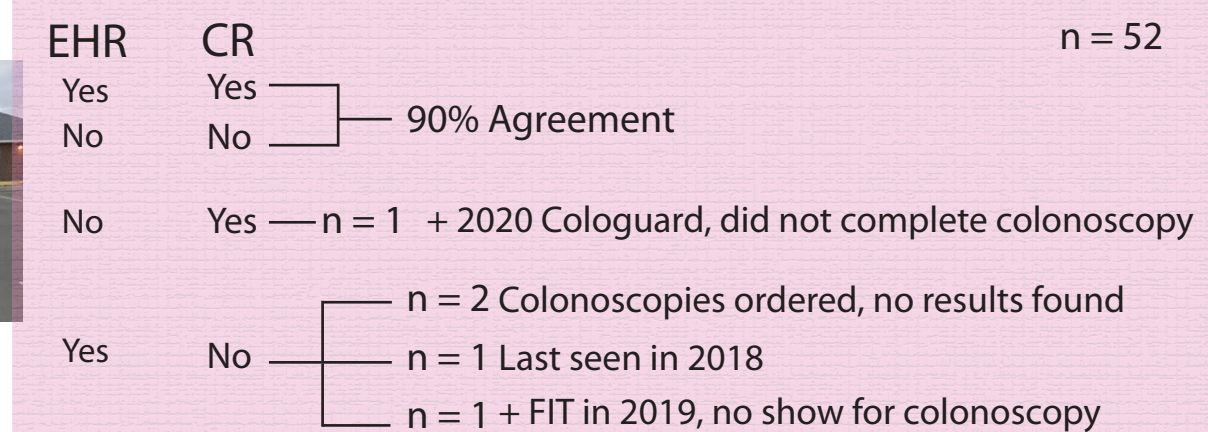 EHR CR n = 52
Yes Yes
No No 90% Agreement
No Yes n = 1 + 2020 Cologuard, did not complete colonoscopy
n = 2 Colonoscopies ordered, no results found
Yes No n = 1 Last seen in 2018
n = 1 + FIT in 2019, no show for colonoscopy